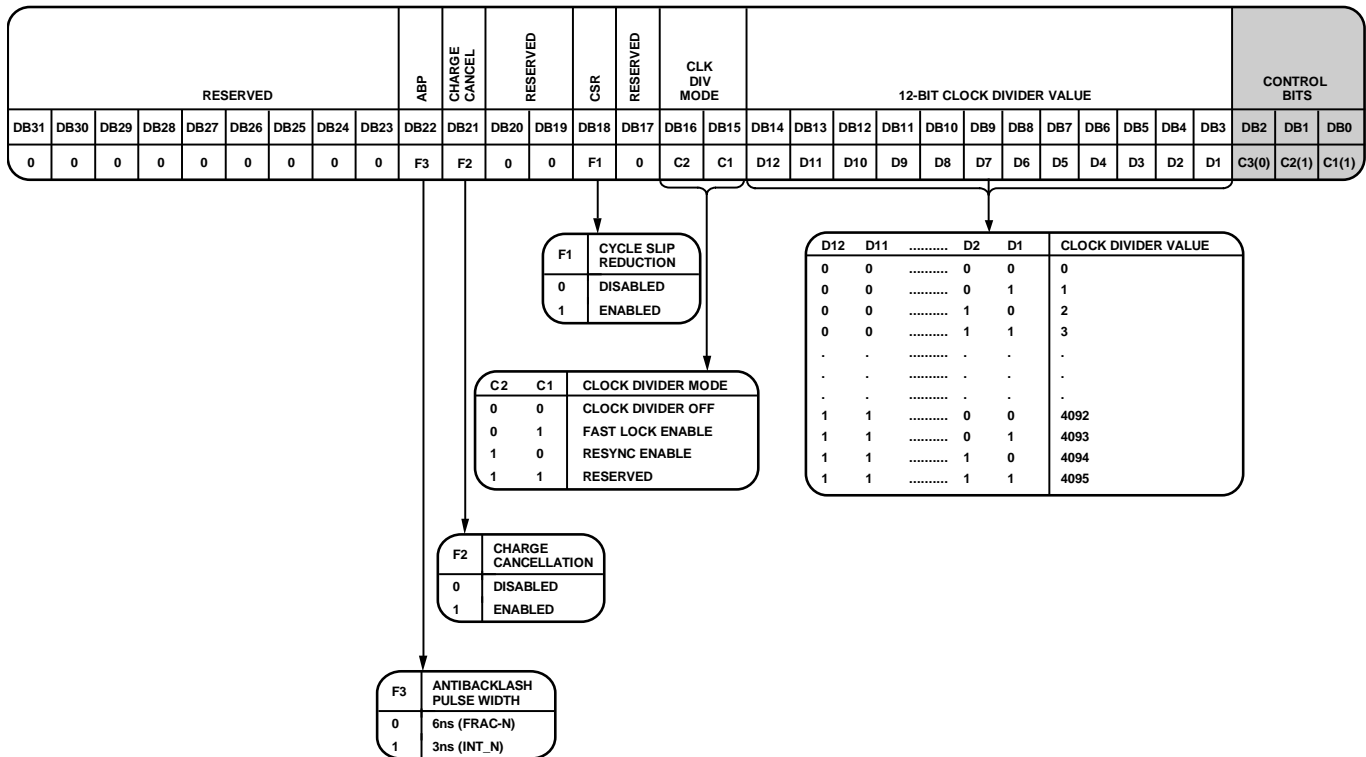 RESERVED ABP CHARGE CANCEL RESERVED CSR RESERVED CLK DIV MODE 12-BIT CLOCK DIVIDER VALUE CONTROL BITS
DB31 DB30 DB29 DB28 DB27 DB26 DB25 DB24 DB23 DB22 DB21 DB20 DB19 DB18 DB17 DB16 DB15 DB14 DB13 DB12 DB11 DB10 DB9 DB8 DB7 DB6 DB5 DB4 DB3 DB2 DB1 DB0
0 0 0 0 0 0 0 0 0 F3 F2 0 0 F1 0 C2 C1 D12 D11 D10 D9 D8 D7 D6 D5 D4 D3 D2 D1 C3(0) C2(1) C1(1)
F1 CYCLE SLIP REDUCTION
0 DISABLED
1 ENABLED
D12 D11 .......... D2 D1 CLOCK DIVIDER VALUE
0 0 .......... 0 0 0
0 0 .......... 0 1 1
0 0 .......... 1 0 2
0 0 .......... 1 1 3
. . .......... . . .
. . .......... . . .
. . .......... . . .
1 1 .......... 0 0 4092
1 1 .......... 0 1 4093
1 1 .......... 1 0 4094
1 1 .......... 1 1 4095
C2 C1 CLOCK DIVIDER MODE
0 0 CLOCK DIVIDER OFF
0 1 FAST LOCK ENABLE
1 0 RESYNC ENABLE
1 1 RESERVED
F2 CHARGE CANCELLATION
0 DISABLED
1 ENABLED
F3 ANTIBACKLASH PULSE WIDTH
0 6ns (FRAC-N)
1 3ns (INT_N)